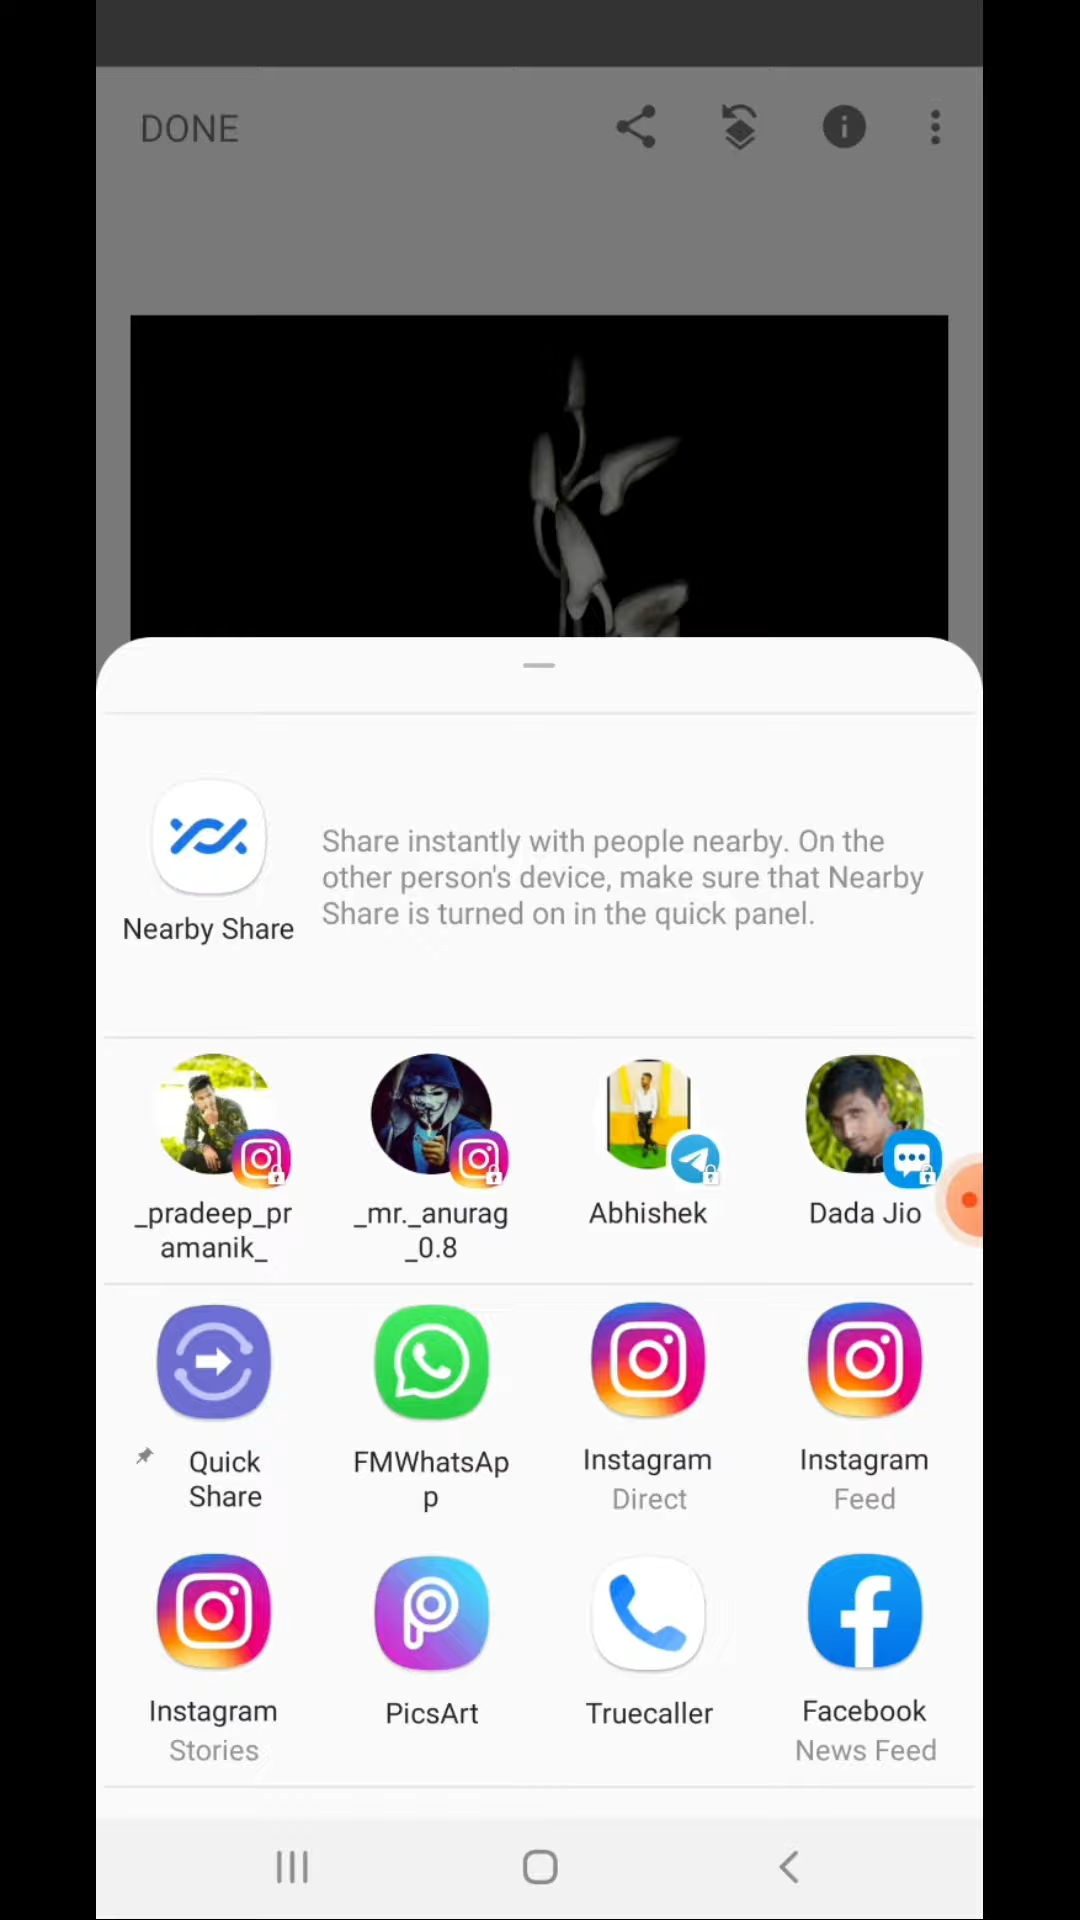 DONE
Share instantly with people nearby. On the
other person's device, make sure that Nearby
Share is turned on in the quick panel.
Nearby Share
_pradeep_pr
amanik_
_mr._anurag
_0.8
Abhishek
Dada Jio
Quick
Share
FMWhatsAp
p
Instagram
Direct
Instagram
Feed
Instagram
Stories
PicsArt
Truecaller
Facebook
News Feed